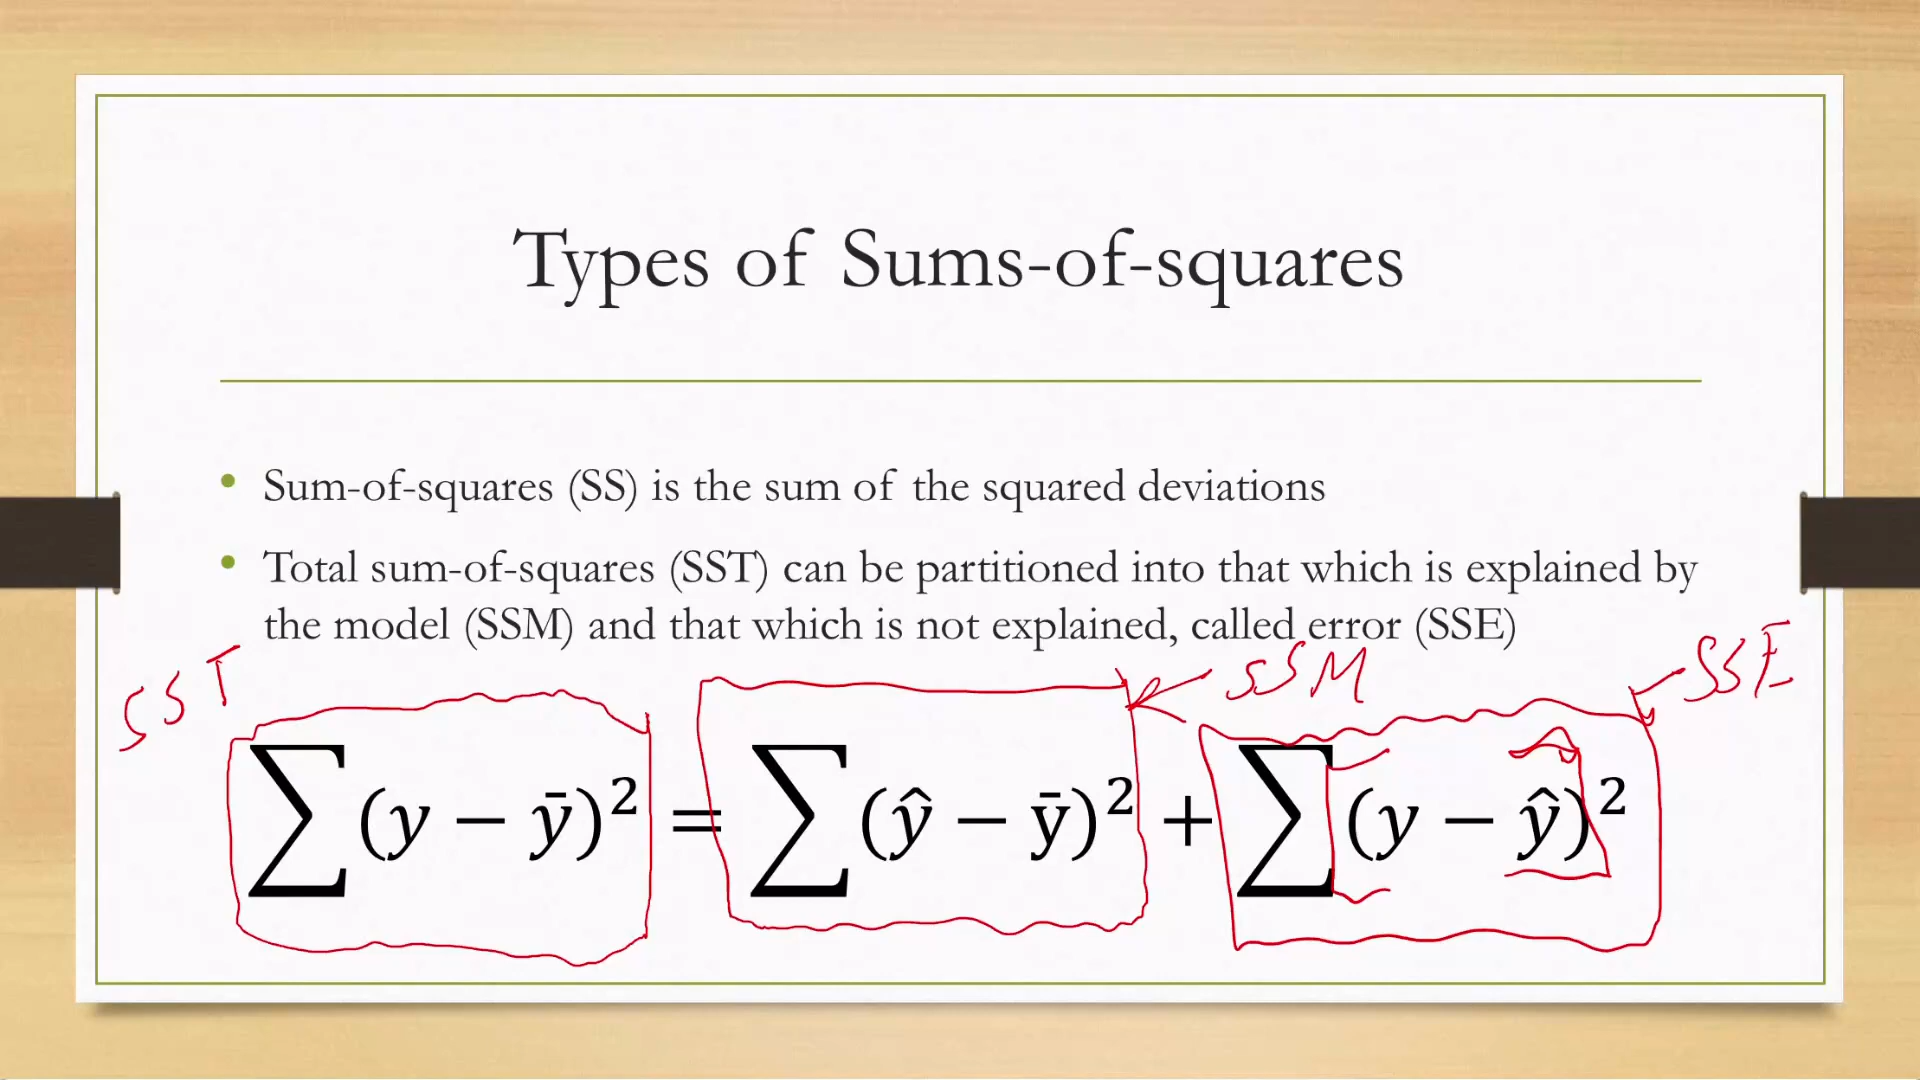 Types of Sums-of-squares
• Sum-of-squares (SS) is the sum of the squared deviations
• Total sum-of-squares (SST) can be partitioned into that which is explained by
the model (SSM) and that which is not explained, called error (SSE)
SST SSM SSE
∑(y − ȳ)² = ∑(ŷ − ȳ)² + ∑(y − ŷ)²